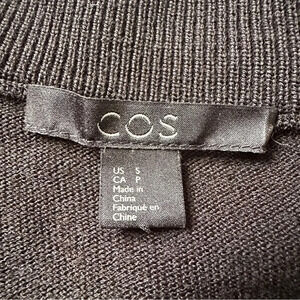 COS
US S
CA P
Made in
China
Fabriqué en
Chine